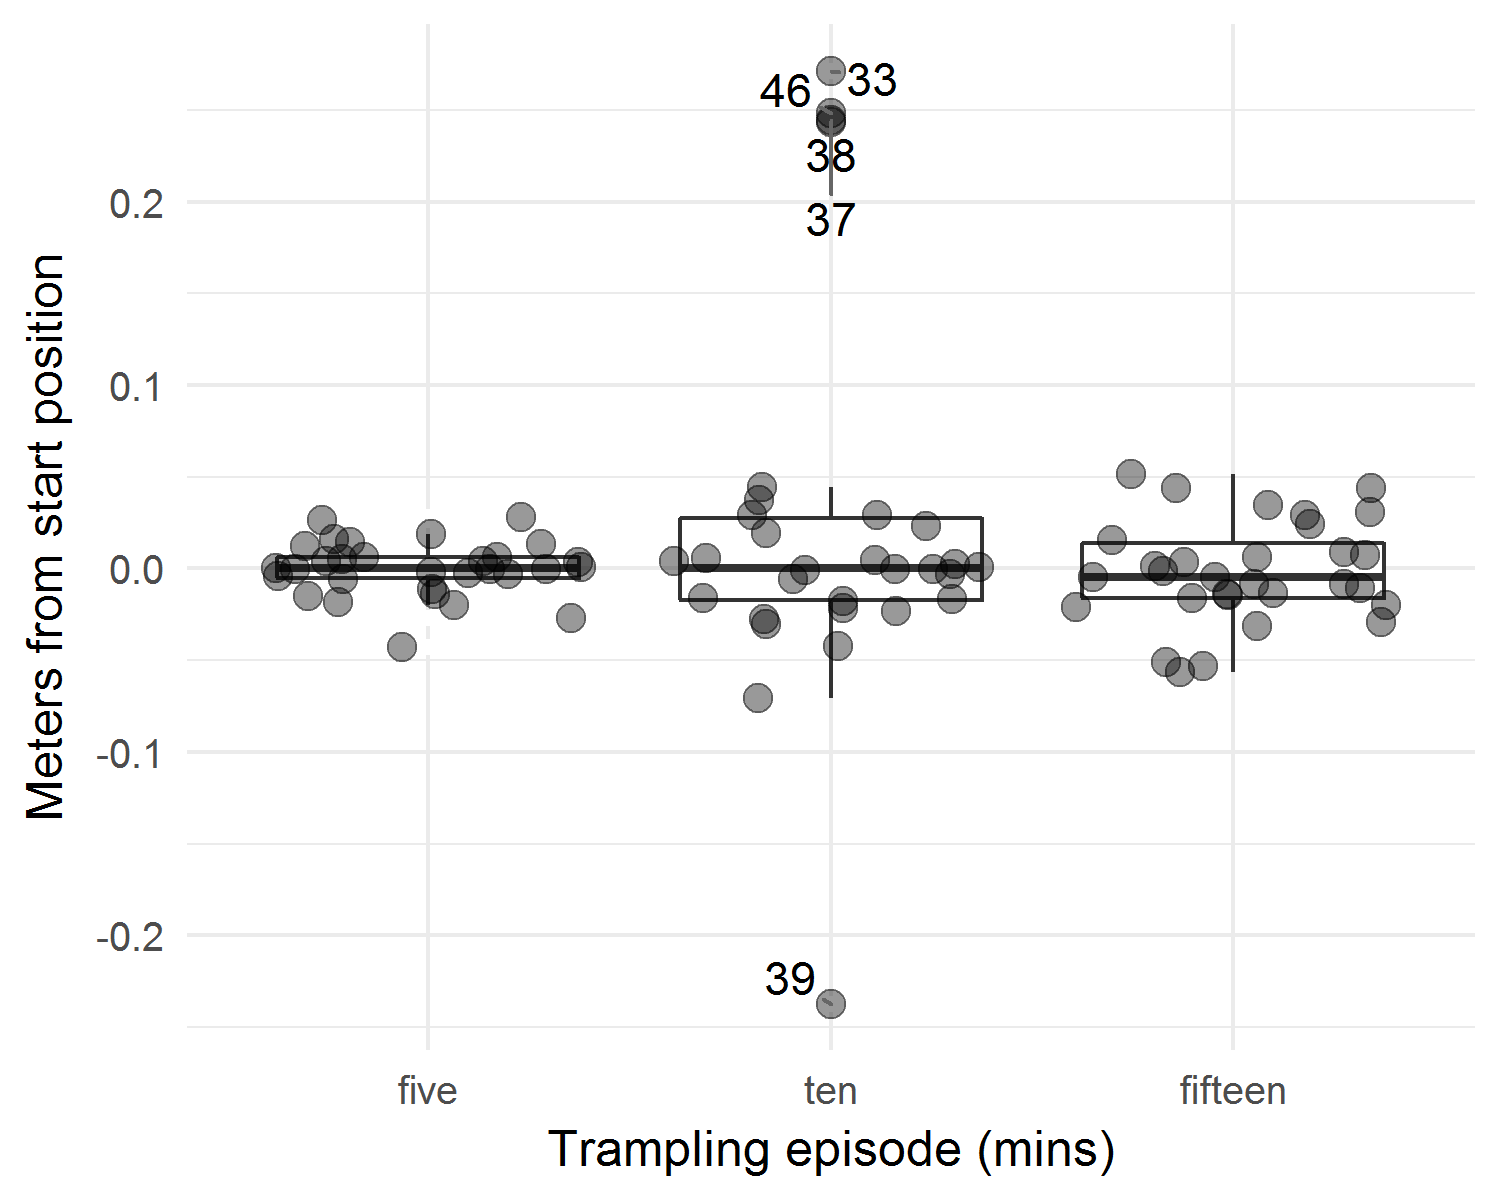 46
33
38
37
39
0.2
0.1
0.0
-0.1
-0.2
Meters from start position
five
ten
fifteen
Trampling episode (mins)